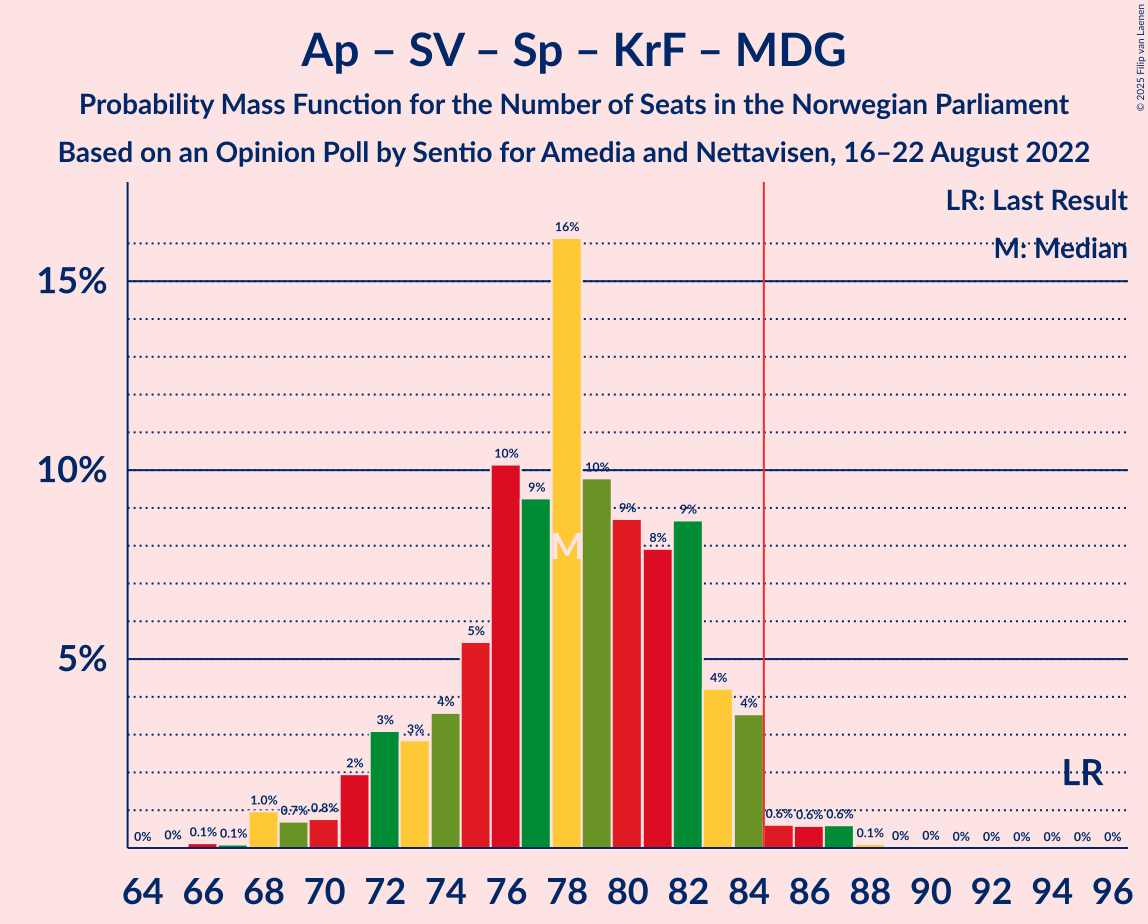 Ap – SV – Sp – KrF – MDG
Probability Mass Function for the Number of Seats in the Norwegian Parliament
Based on an Opinion Poll by Sentio for Amedia and Nettavisen, 16–22 August 2022
© 2025 Filip van Laenen
LR: Last Result
M: Median
15%
10%
5%
0% 0% 0.1% 0.1% 1.0% 0.7% 0.8% 2% 3% 3% 4% 5% 10% 9% 16% 10% 9% 8% 9% 4% 4% 0.6% 0.6% 0.6% 0.1% 0% 0% 0% 0% 0% 0% 0% 0%
M
LR
64 66 68 70 72 74 76 78 80 82 84 86 88 90 92 94 96